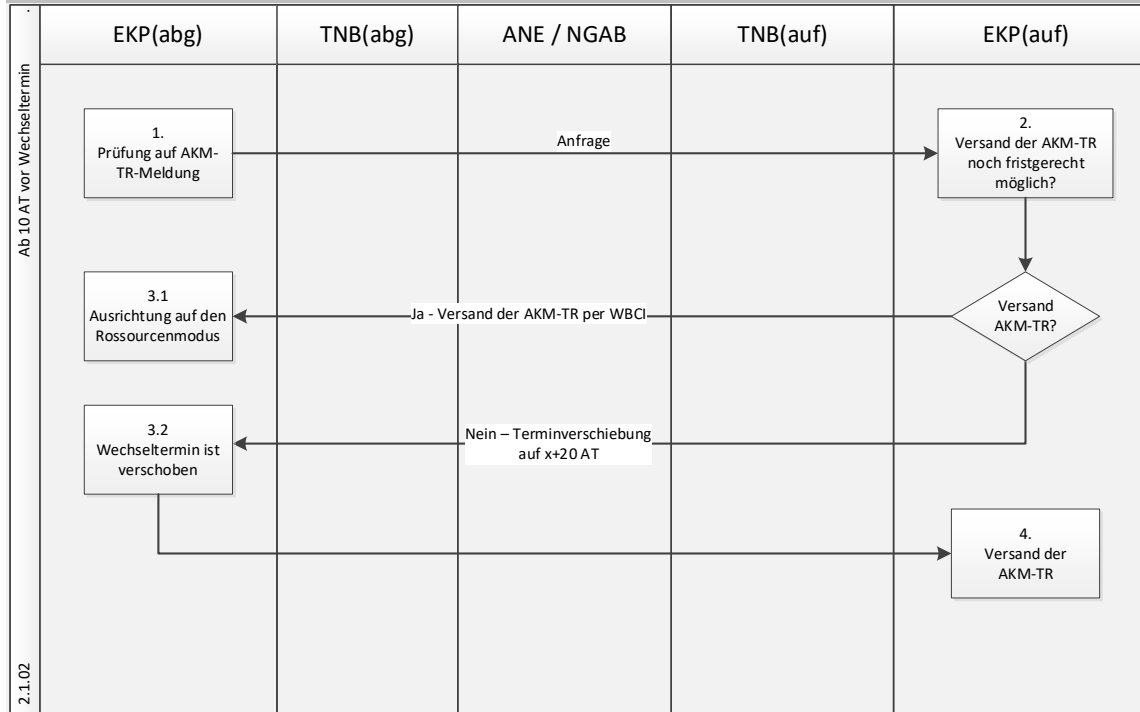 .
EKP(abg)
TNB(abg)
ANE / NGAB
TNB(auf)
EKP(auf)
Ab 10 AT vor Wechseltermin
1.
Prüfung auf AKM-
TR-Meldung
Anfrage
2.
Versand der AKM-TR
noch fristgerecht
möglich?
3.1
Ausrichtung auf den
Rossourcenmodus
Ja - Versand der AKM-TR per WBCI
Versand
AKM-TR?
3.2
Wechseltermin ist
verschoben
Nein – Terminverschiebung
auf x+20 AT
4.
Versand der
AKM-TR
2.1.02